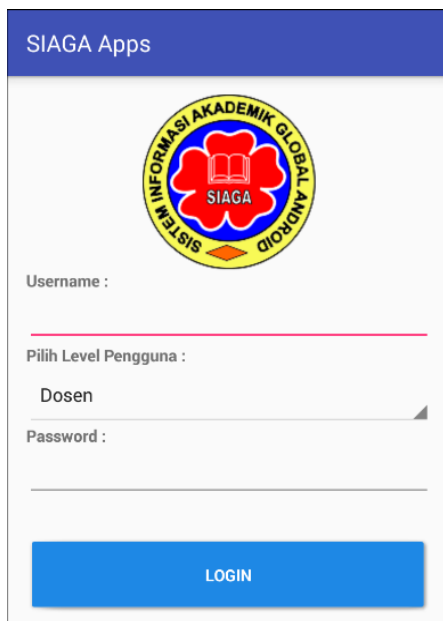 SIAGA Apps
SISTEM INFORMASI AKADEMIK GLOBAL ANDROID
SIAGA
Username :
Pilih Level Pengguna :
Dosen
Password :
LOGIN